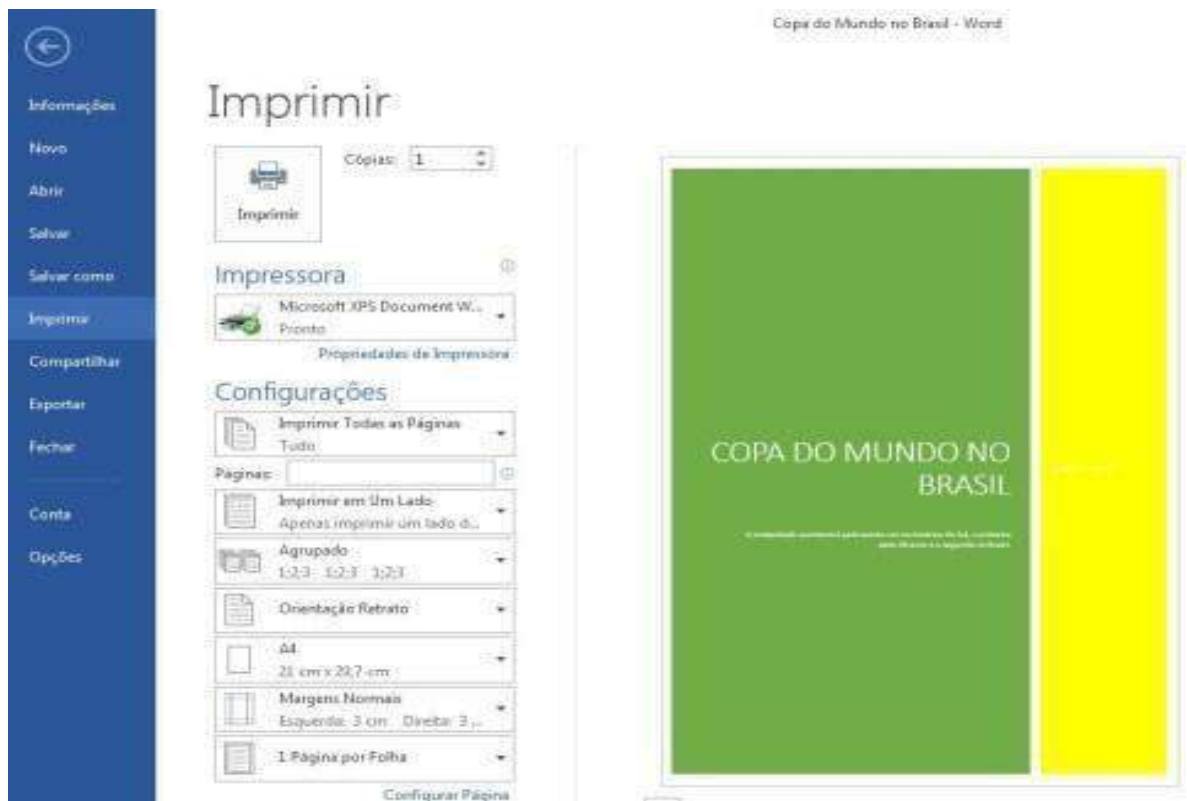 Copa do Mundo no Brasil - Word
Informações
Novo
Abrir
Salvar
Salvar como
Imprimir
Compartilhar
Exportar
Fechar
Conta
Opções
Imprimir
Cópias: 1
Imprimir
Impressora
Microsoft XPS Document W...
Pronto
Propriedades de Impressora
Configurações
Imprimir Todas as Páginas
Tudo
Páginas:
Imprimir em Um Lado
Apenas imprimir um lado d...
Agrupado
1;2;3 1;2;3 1;2;3
Orientação Retrato
A4
21 cm x 29,7 cm
Margens Normais
Esquerda: 3 cm Direita: 3 ...
1 Página por Folha
Configurar Página
COPA DO MUNDO NO
BRASIL